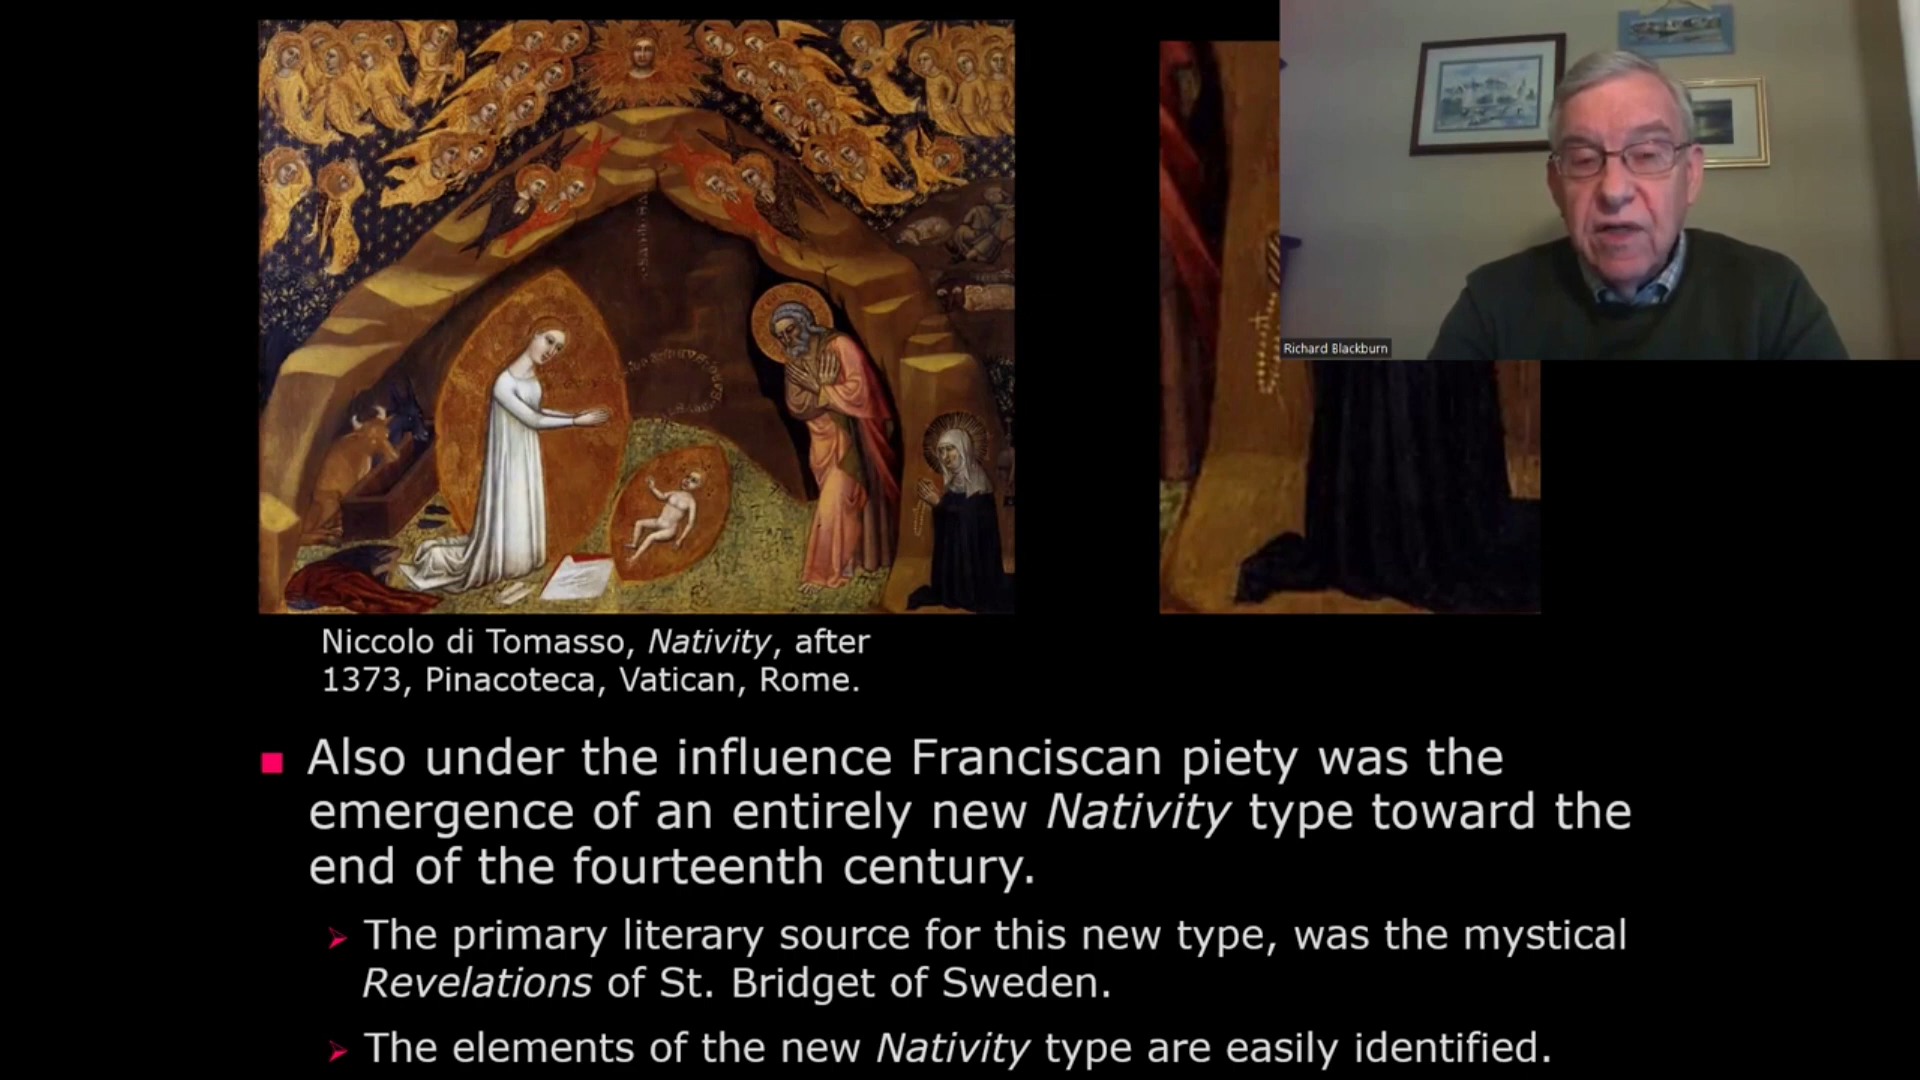 Richard Blackburn
Niccolo di Tomasso, Nativity, after
1373, Pinacoteca, Vatican, Rome.
Also under the influence Franciscan piety was the
emergence of an entirely new Nativity type toward the
end of the fourteenth century.
The primary literary source for this new type, was the mystical
Revelations of St. Bridget of Sweden.
The elements of the new Nativity type are easily identified.